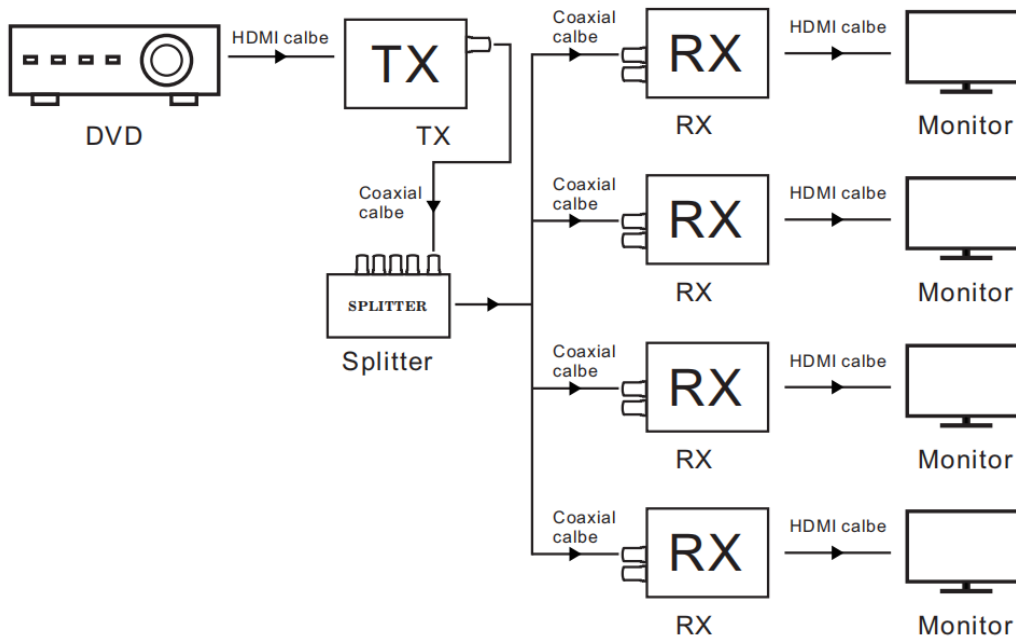 HDMI calbe
TX
DVD
TX
Coaxial
calbe
SPLITTER
Splitter
Coaxial
calbe
RX
HDMI calbe
RX
Monitor
Coaxial
calbe
RX
HDMI calbe
RX
Monitor
Coaxial
calbe
RX
HDMI calbe
RX
Monitor
Coaxial
calbe
RX
HDMI calbe
RX
Monitor